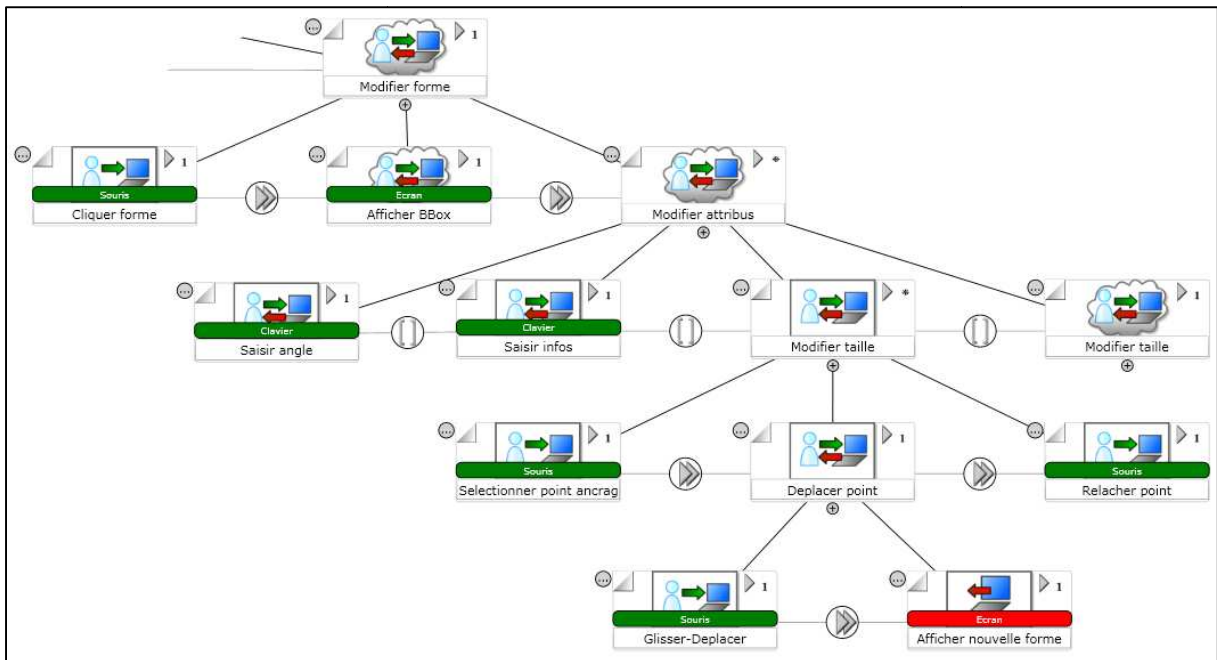 1
Modifier forme
1
Souris
Cliquer forme
1
Ecran
Afficher BBox
*
Modifier attribus
1
Clavier
Saisir angle
1
Clavier
Saisir infos
*
Modifier taille
1
Modifier taille
1
Souris
Selectionner point ancrag
1
Deplacer point
1
Souris
Relacher point
1
Souris
Glisser-Deplacer
1
Ecran
Afficher nouvelle forme